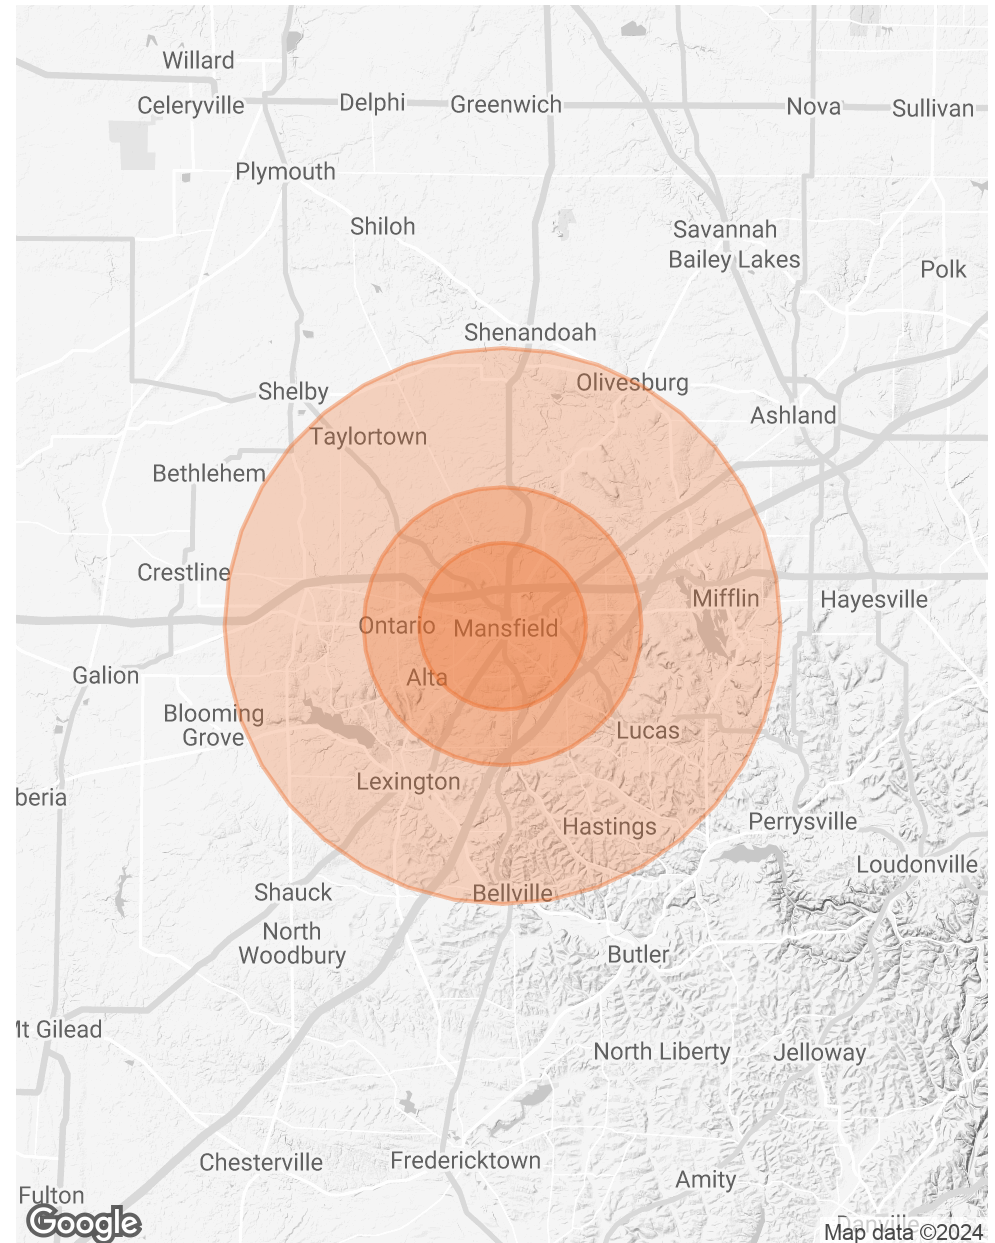 Willard
Celeryville
Delphi
Greenwich
Nova
Sullivan
Plymouth
Shiloh
Savannah
Bailey Lakes
Polk
Shenandoah
Shelby
Olivesburg
Ashland
Taylortown
Bethlehem
Crestline
Mifflin
Hayesville
Ontario
Mansfield
Galion
Alta
Blooming
Grove
Lucas
Lexington
beria
Hastings
Perrysville
Loudonville
Shauck
Bellville
North
Woodbury
Butler
Mt Gilead
North Liberty
Jelloway
Chesterville
Fredericktown
Amity
Fulton
Danville
Google
Map data ©2024